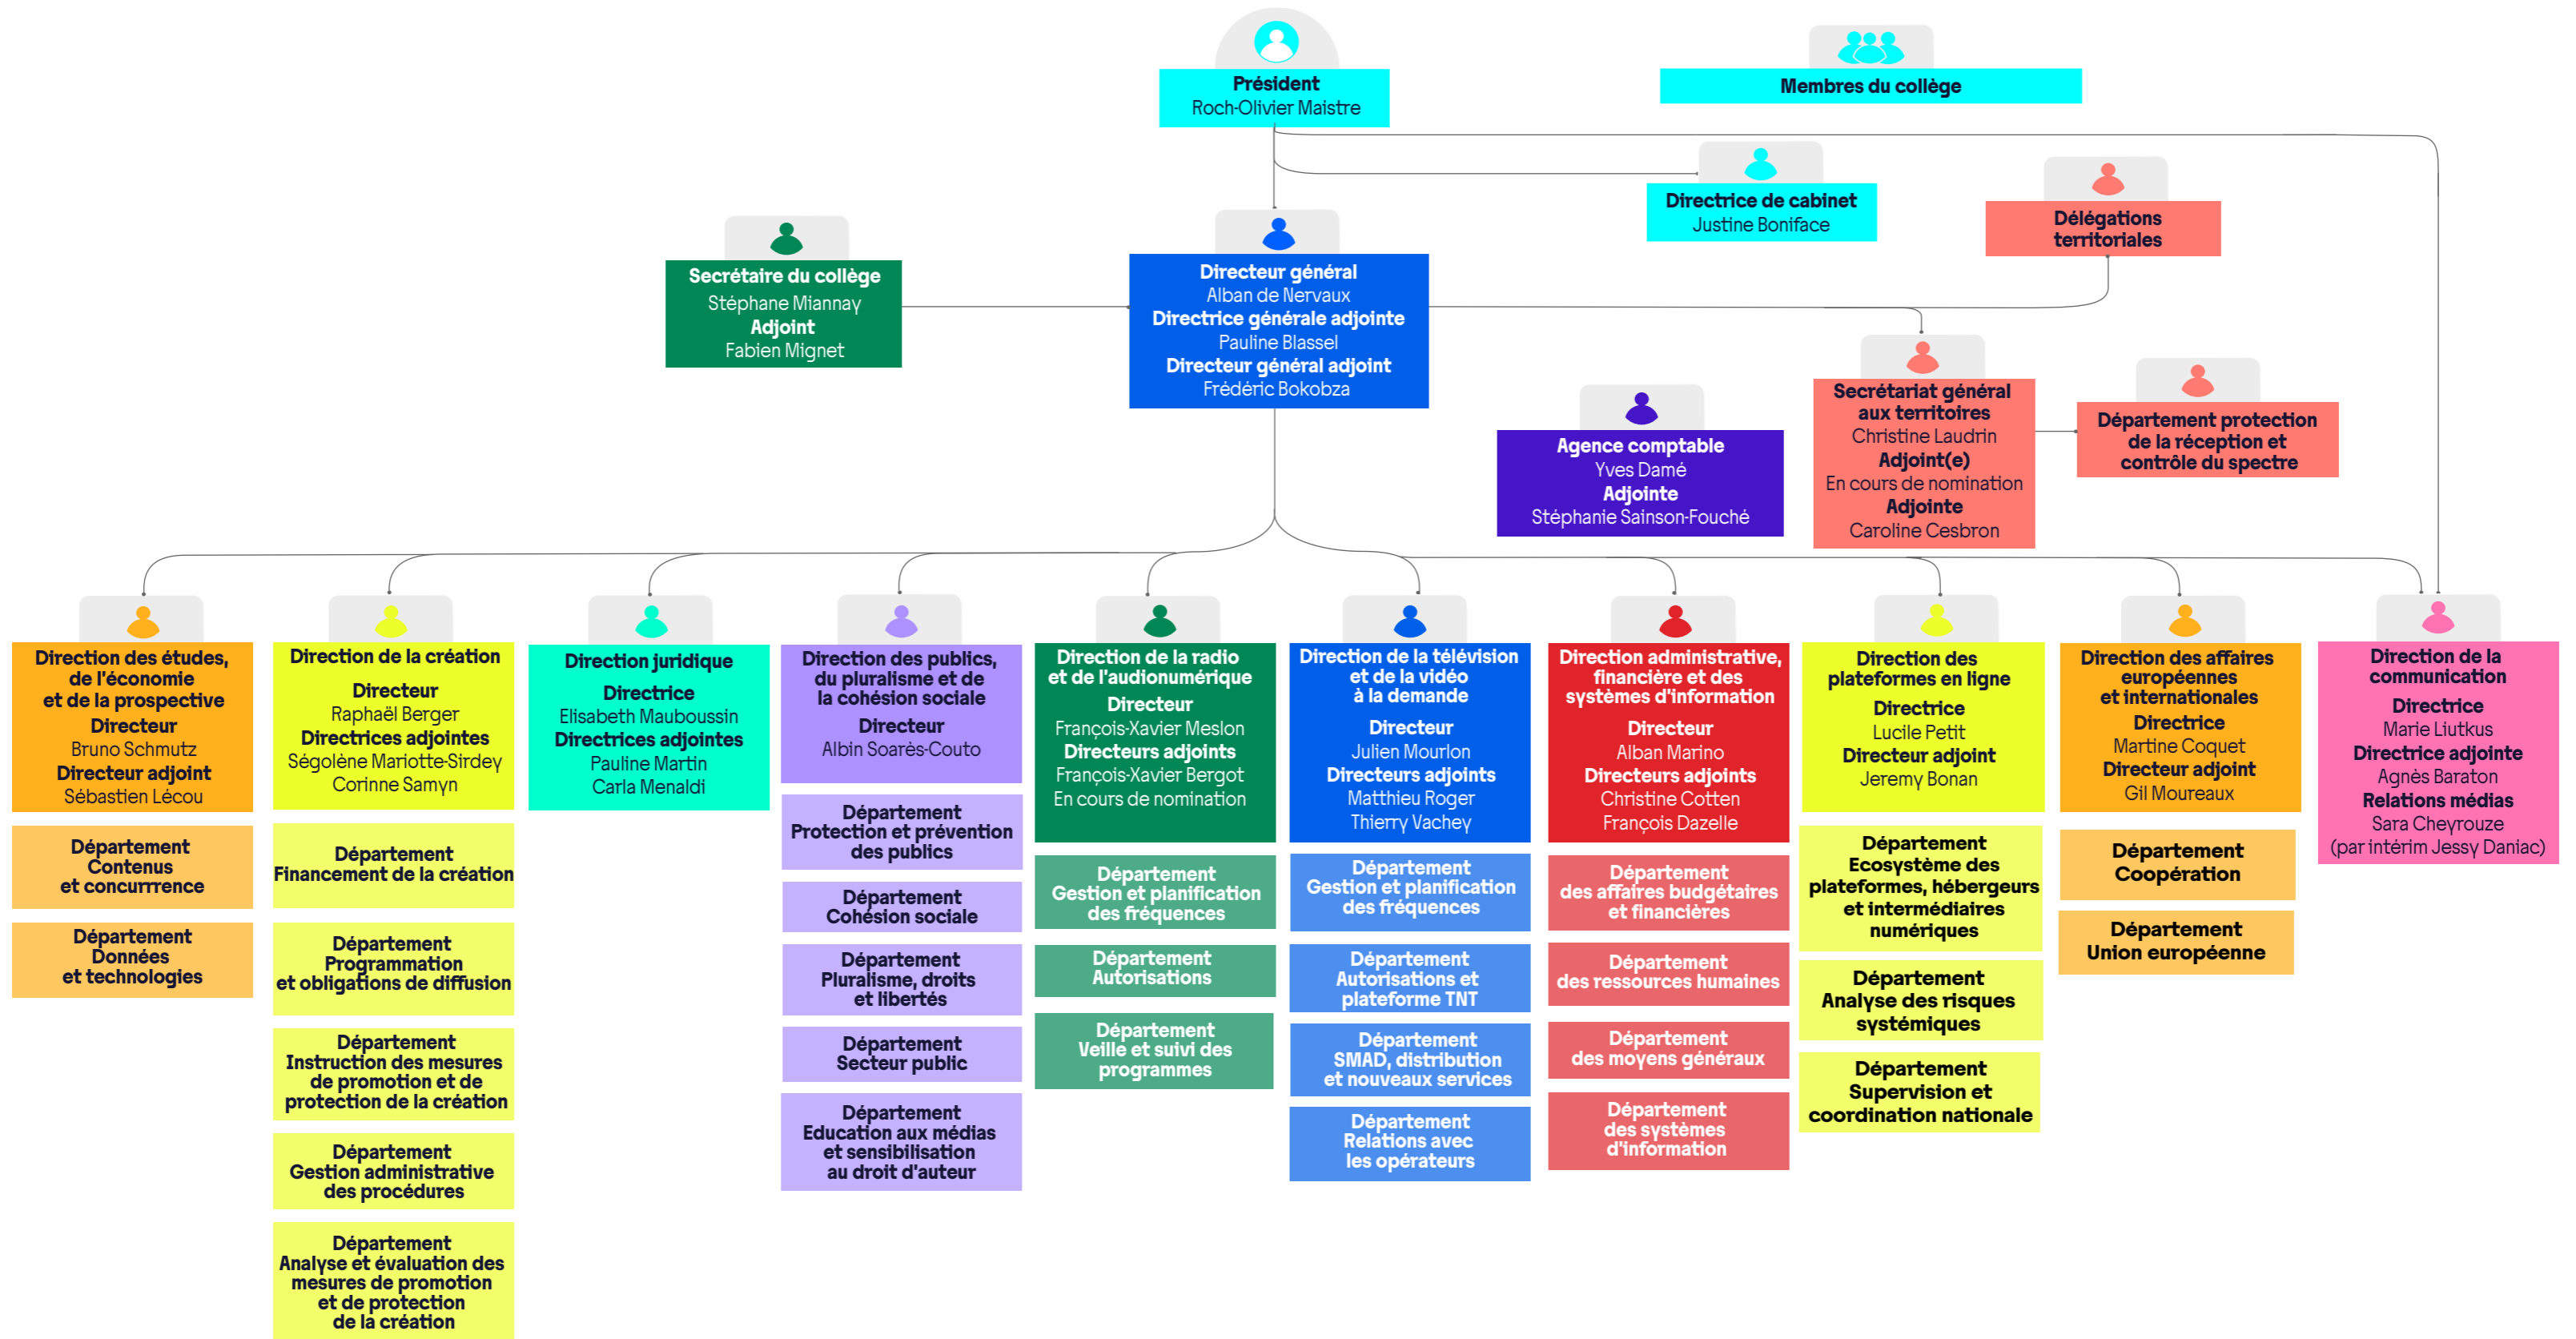 Président
Roch-Olivier Maistre
Membres du collège
Directrice de cabinet
Justine Boniface
Délégations
territoriales
Secrétaire du collège
Stéphane Miannay
Adjoint
Fabien Mignet
Directeur général
Alban de Nervaux
Directrice générale adjointe
Pauline Blassel
Directeur général adjoint
Frédéric Bokobza
Agence comptable
Yves Damé
Adjointe
Stéphanie Sainson-Fouché
Secrétariat général
aux territoires
Christine Laudrin
Adjoint(e)
En cours de nomination
Adjointe
Caroline Cesbron
Département protection
de la réception et
contrôle du spectre
Direction des études,
de l'économie
et de la prospective
Directeur
Bruno Schmutz
Directeur adjoint
Sébastien Lécou
Département
Contenus
et concurrrence
Département
Données
et technologies
Direction de la création
Directeur
Raphaël Berger
Directrices adjointes
Ségolène Mariotte-Sirdey
Corinne Samyn
Département
Financement de la création
Département
Programmation
et obligations de diffusion
Département
Instruction des mesures
de promotion et de
protection de la création
Département
Gestion administrative
des procédures
Département
Analyse et évaluation des
mesures de promotion
et de protection
de la création
Direction juridique
Directrice
Elisabeth Mauboussin
Directrices adjointes
Pauline Martin
Carla Menaldi
Direction des publics,
du pluralisme et de
la cohésion sociale
Directeur
Albin Soarès-Couto
Département
Protection et prévention
des publics
Département
Cohésion sociale
Département
Pluralisme, droits
et libertés
Département
Secteur public
Département
Education aux médias
et sensibilisation
au droit d'auteur
Direction de la radio
et de l'audionumérique
Directeur
François-Xavier Meslon
Directeurs adjoints
François-Xavier Bergot
En cours de nomination
Département
Gestion et planification
des fréquences
Département
Autorisations
Département
Veille et suivi des
programmes
Direction de la télévision
et de la vidéo
à la demande
Directeur
Julien Mourlon
Directeurs adjoints
Matthieu Roger
Thierry Vachey
Département
Gestion et planification
des fréquences
Département
Autorisations et
plateforme TNT
Département
SMAD, distribution
et nouveaux services
Département
Relations avec
les opérateurs
Direction administrative,
financière et des
systèmes d'information
Directeur
Alban Marino
Directeurs adjoints
Christine Cotten
François Dazelle
Département
des affaires budgétaires
et financières
Département
des ressources humaines
Département
des moyens généraux
Département
des systèmes
d'information
Direction des
plateformes en ligne
Directrice
Lucile Petit
Directeur adjoint
Jeremy Bonan
Département
Ecosystème des
plateformes, hébergeurs
et intermédiaires
numériques
Département
Analyse des risques
systémiques
Département
Supervision et
coordination nationale
Direction des affaires
européennes
et internationales
Directrice
Martine Coquet
Directeur adjoint
Gil Moureaux
Département
Coopération
Département
Union européenne
Direction de la
communication
Directrice
Marie Liutkus
Directrice adjointe
Agnès Baraton
Relations médias
Sara Cheyrouze
(par intérim Jessy Daniac)